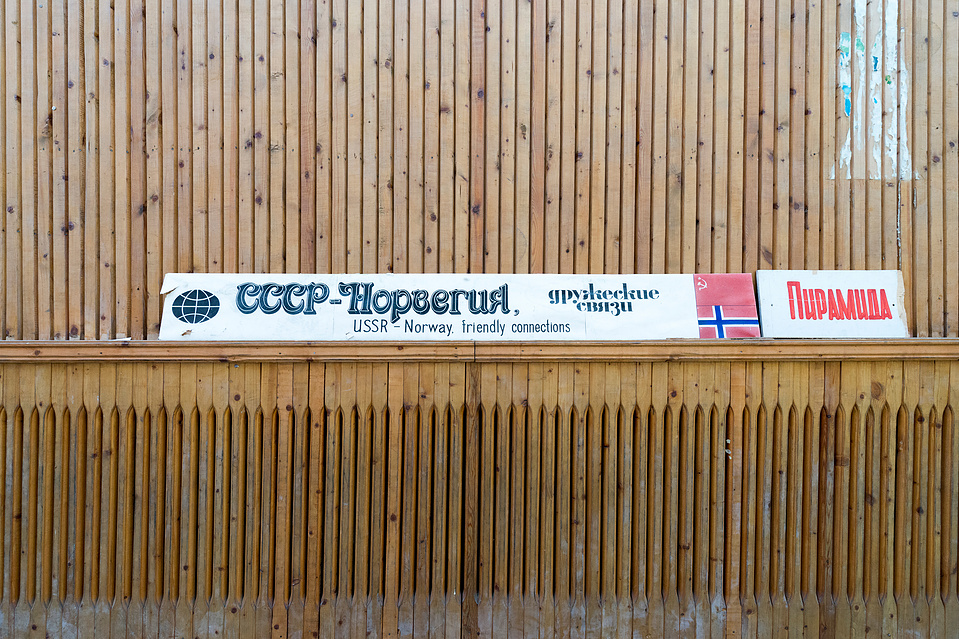 СССР-Норвегия,
дружеские
связи
USSR - Norway. friendly connections
Пирамида